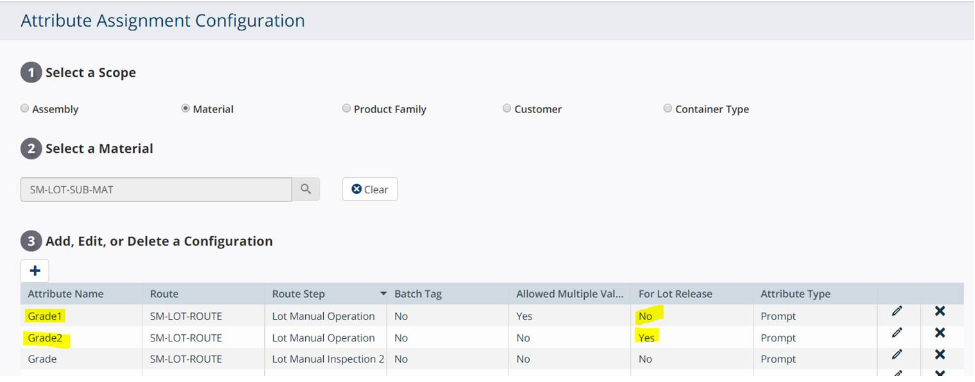 Attribute Assignment Configuration
1 Select a Scope
Assembly Material Product Family Customer Container Type
2 Select a Material
SM-LOT-SUB-MAT Clear
3 Add, Edit, or Delete a Configuration
+
Attribute Name Route Route Step Batch Tag Allowed Multiple Val... For Lot Release Attribute Type
Grade1 SM-LOT-ROUTE Lot Manual Operation No Yes No Prompt
Grade2 SM-LOT-ROUTE Lot Manual Operation No No Yes Prompt
Grade SM-LOT-ROUTE Lot Manual Inspection 2 No No No Prompt